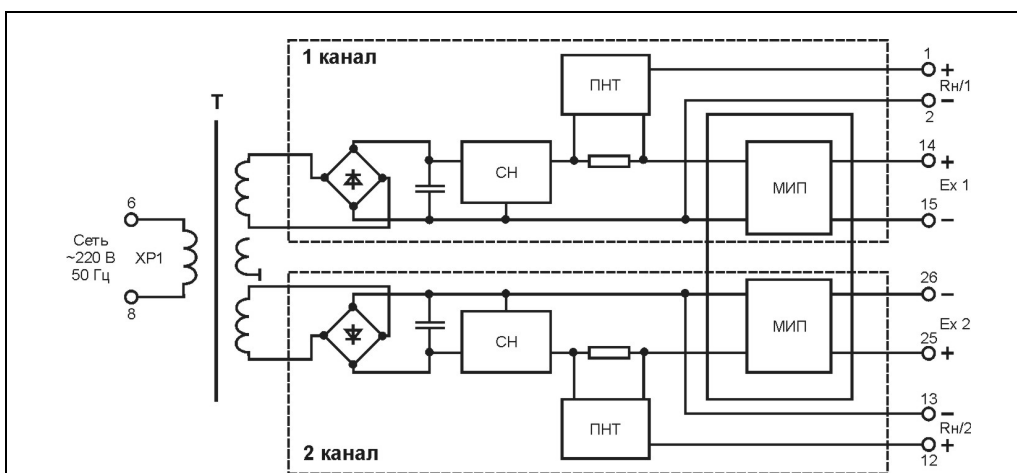 1 канал
ПНТ
1
+
Rн/1
–
2
T
СН
МИП
14
+
Ex 1
15
–
6
Сеть
~220 В
50 Гц
XP1
8
26
–
Ex 2
25
+
СН
МИП
13
–
Rн/2
12
+
ПНТ
2 канал